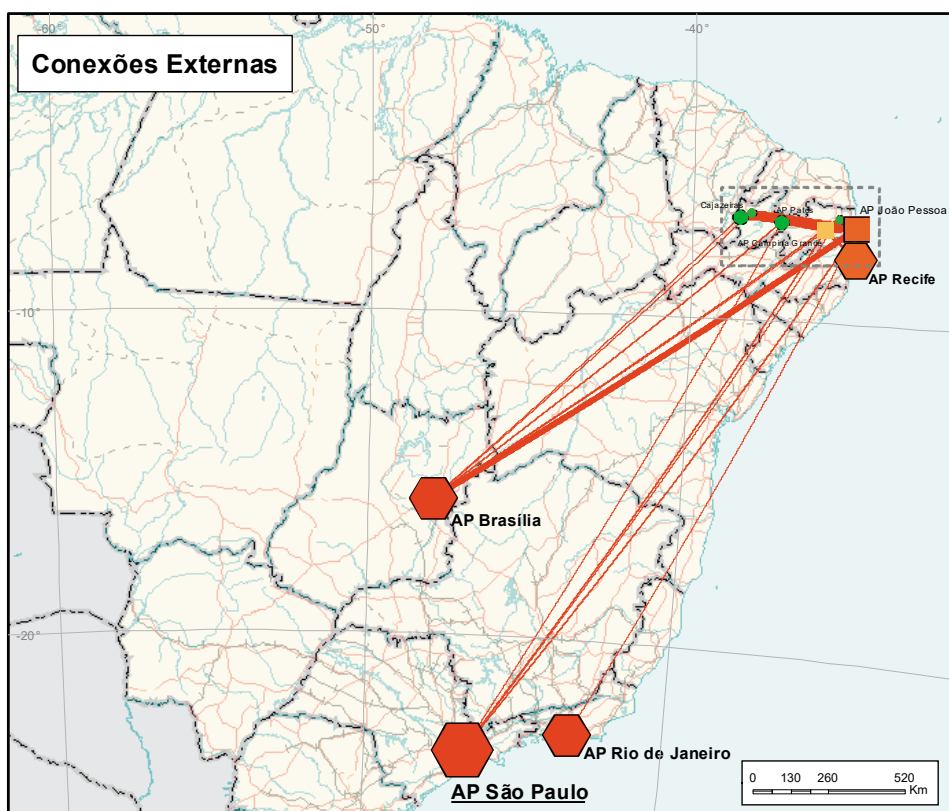 -60°
-50°
-40°
Conexões Externas
Cajazeiras
AP Patos
AP João Pessoa
AP Campina Grande
AP Recife
-10°
AP Brasília
-20°
AP Rio de Janeiro
AP São Paulo
0 130 260 520
Km